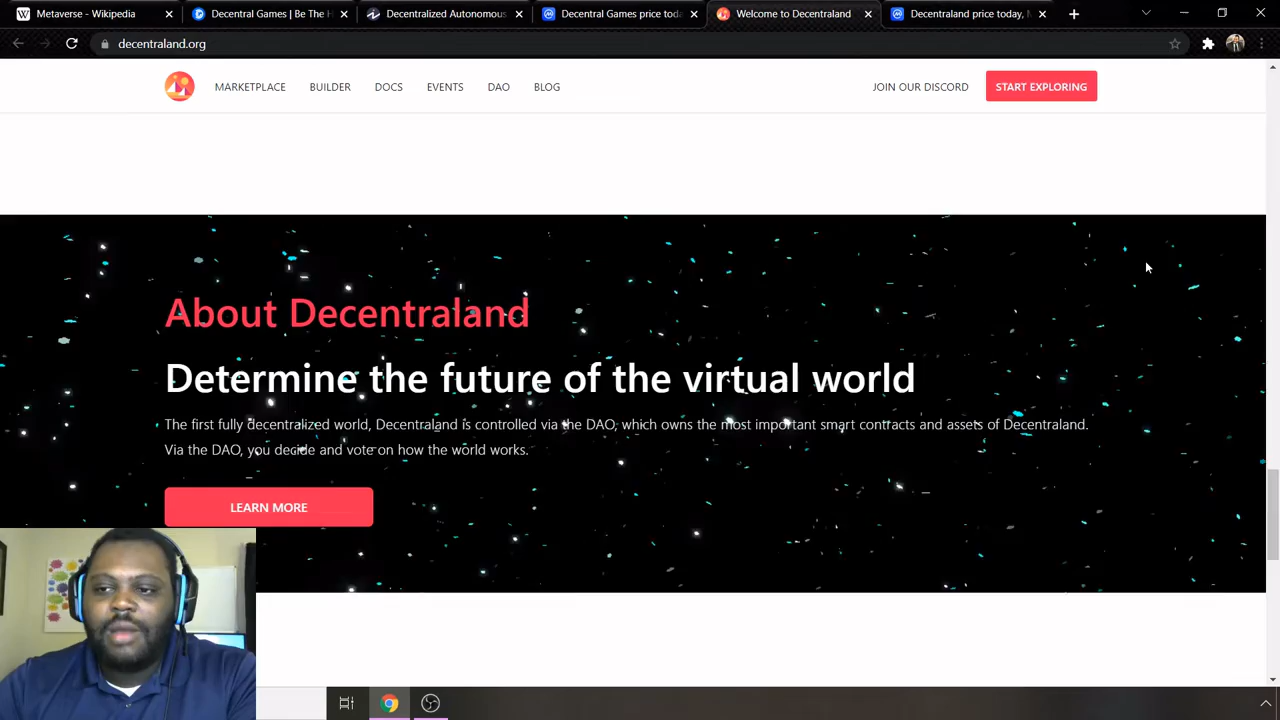 Metaverse - Wikipedia
Decentral Games | Be The H
Decentralized Autonomous
Decentral Games price toda
Welcome to Decentraland
Decentraland price today, M
decentraland.org
MARKETPLACE BUILDER DOCS EVENTS DAO BLOG JOIN OUR DISCORD START EXPLORING
About Decentraland
Determine the future of the virtual world
The first fully decentralized world, Decentraland is controlled via the DAO, which owns the most important smart contracts and assets of Decentraland.
Via the DAO, you decide and vote on how the world works.
LEARN MORE